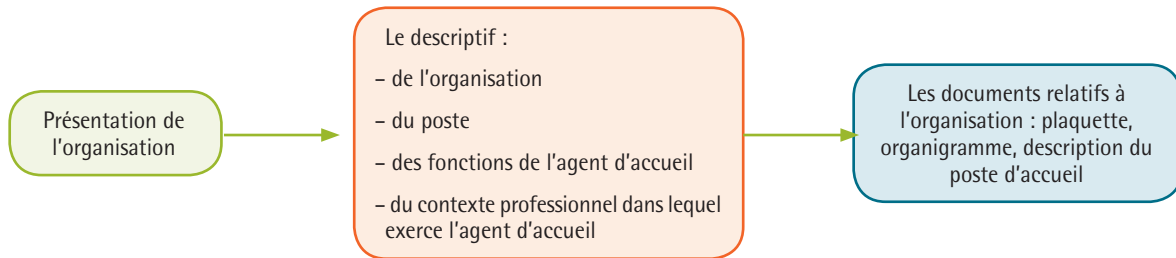 Présentation de
l'organisation
Le descriptif :
– de l'organisation
– du poste
– des fonctions de l'agent d'accueil
– du contexte professionnel dans lequel
exerce l'agent d'accueil
Les documents relatifs à
l'organisation : plaquette,
organigramme, description du
poste d'accueil